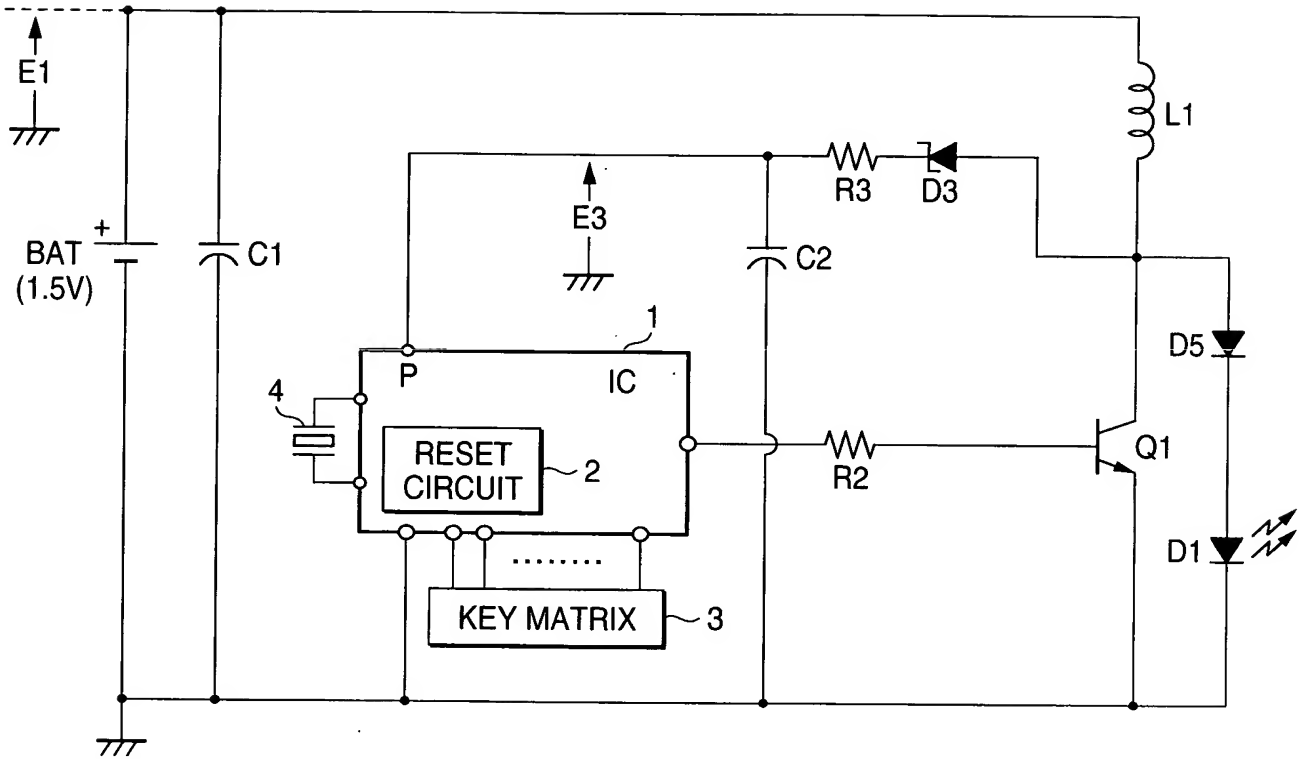 E1
L1
R3
D3
E3
BAT
(1.5V)
+
C1
C2
1
P
IC
D5
4
RESET
CIRCUIT
2
R2
Q1
D1
KEY MATRIX
3